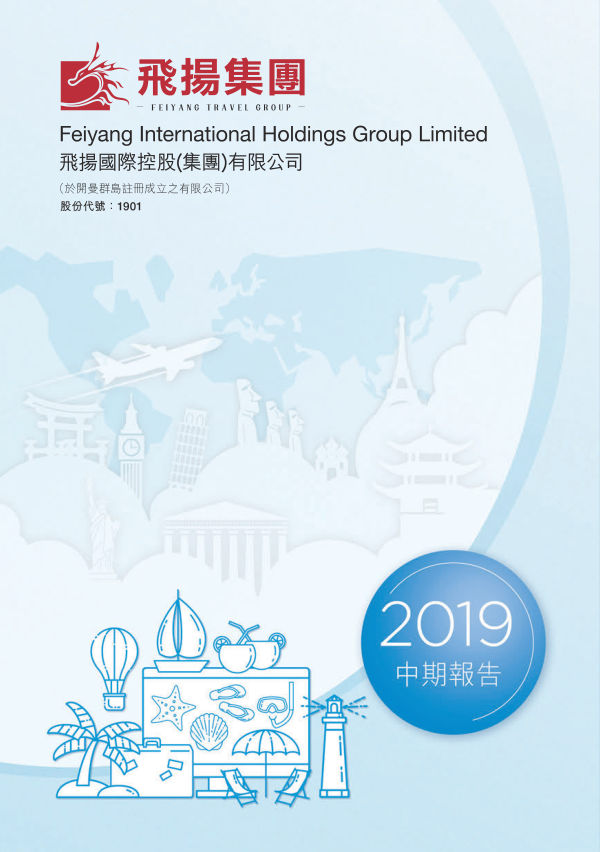 飛揚集團
FEIYANG TRAVEL GROUP
Feiyang International Holdings Group Limited
飛揚國際控股(集團)有限公司
(於開曼群島註冊成立之有限公司)
股份代號：1901
2019
中期報告